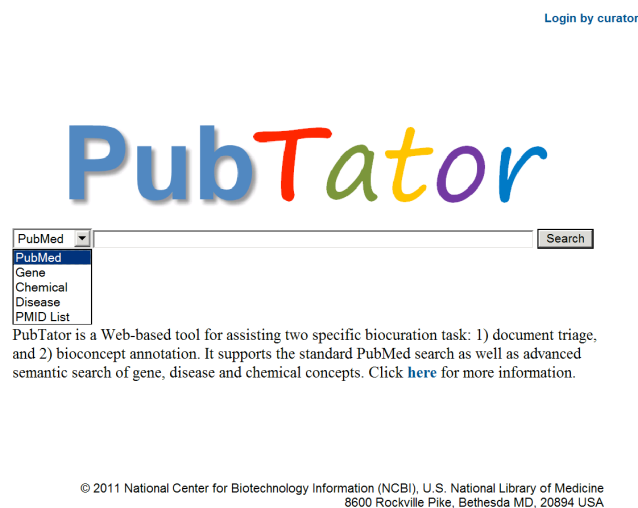 Login by curator
PubTator
PubMed
Search
PubMed
Gene
Chemical
Disease
PMID List
PubTator is a Web-based tool for assisting two specific biocuration task: 1) document triage,
and 2) bioconcept annotation. It supports the standard PubMed search as well as advanced
semantic search of gene, disease and chemical concepts. Click here for more information.
© 2011 National Center for Biotechnology Information (NCBI), U.S. National Library of Medicine
8600 Rockville Pike, Bethesda MD, 20894 USA